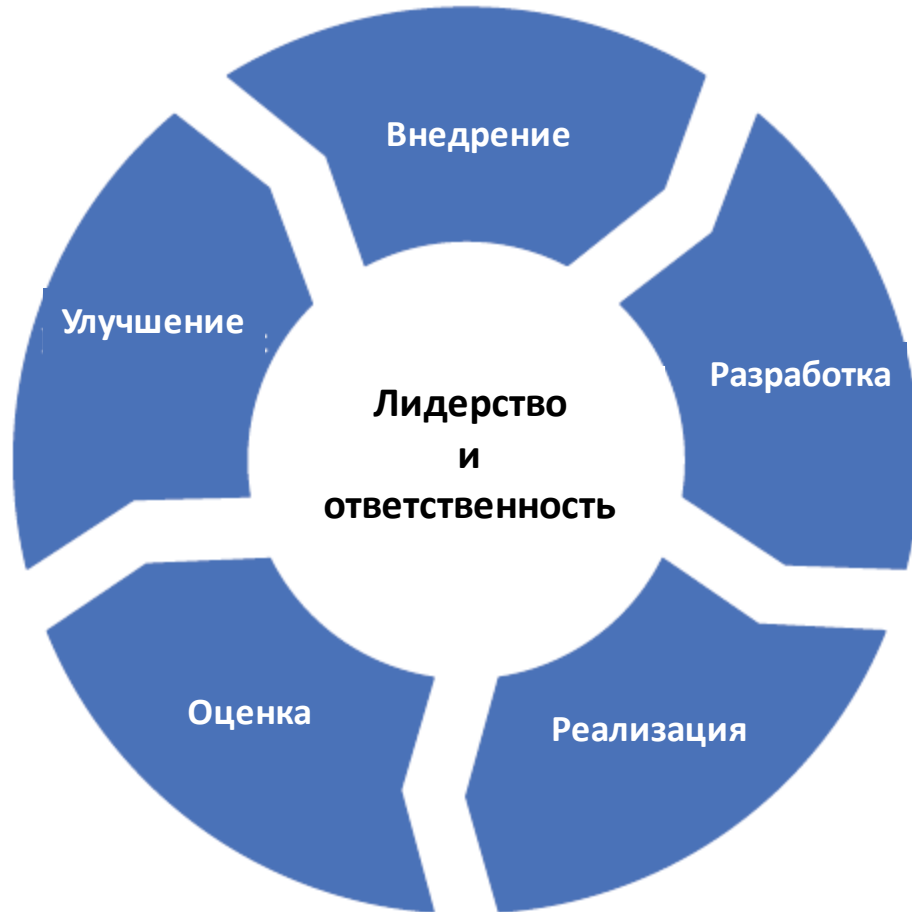 Внедрение
Улучшение
Разработка
Лидерство
и
ответственность
Оценка
Реализация